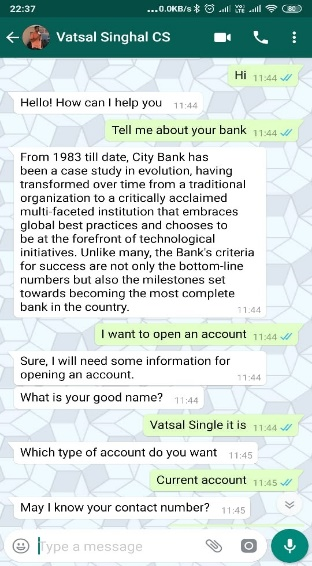 22:37
...0.0KB/s
80
Vatsal Singhal CS
Hi 11:44
Hello! How can I help you 11:44
Tell me about your bank 11:44
From 1983 till date, City Bank has
been a case study in evolution, having
transformed over time from a traditional
organization to a critically acclaimed
multi-faceted institution that embraces
global best practices and chooses to
be at the forefront of technological
initiatives. Unlike many, the Bank's criteria
for success are not only the bottom-line
numbers but also the milestones set
towards becoming the most complete
bank in the country. 11:44
I want to open an account 11:44
Sure, I will need some information for
opening an account. 11:44
What is your good name? 11:44
Vatsal Single it is 11:44
Which type of account do you want 11:45
Current account 11:45
May I know your contact number? 11:45
Type a message